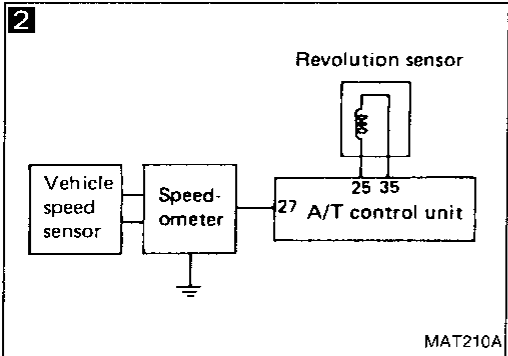 2
Revolution sensor
Vehicle
speed
sensor
Speed-
ometer
25 35
27 A/T control unit
MAT210A